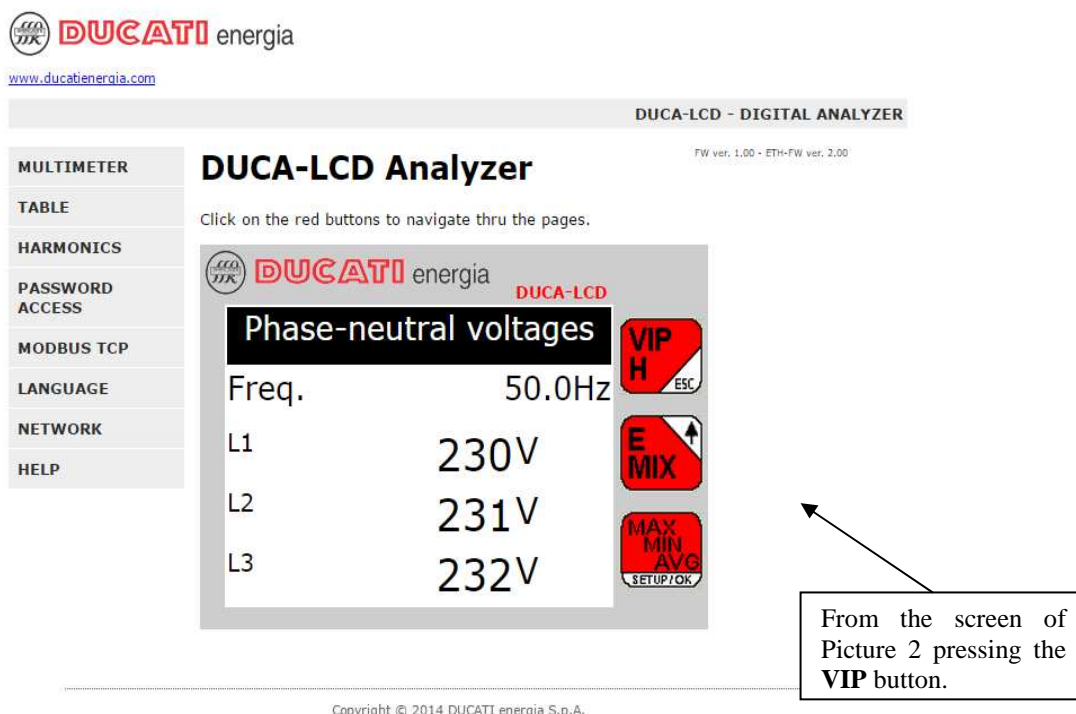 DUCATI energia
www.ducatienergia.com
DUCA-LCD - DIGITAL ANALYZER
FW ver. 1.00 - ETH-FW ver. 2.00
MULTIMETER
TABLE
HARMONICS
PASSWORD
ACCESS
MODBUS TCP
LANGUAGE
NETWORK
HELP
DUCA-LCD Analyzer
Click on the red buttons to navigate thru the pages.
DUCATI energia
DUCA-LCD
Phase-neutral voltages
Freq. 50.0Hz
L1 230V
L2 231V
L3 232V
VIP
H
ESC
E
MIX
MAX
MIN
AVG
SETUP/OK
From the screen of
Picture 2 pressing the
VIP button.
Copyright © 2014 DUCATI energia S.p.A.